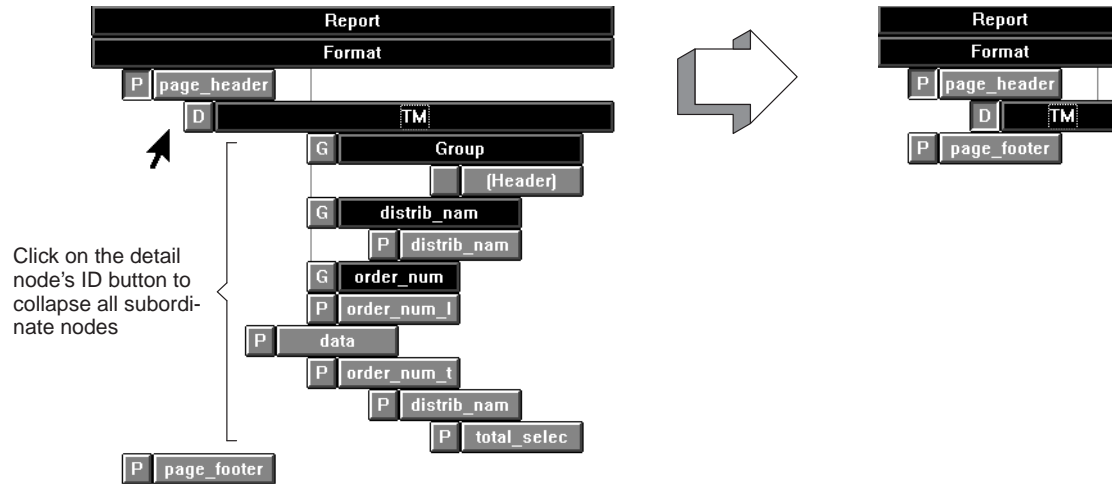 Report
Format
P page_header
D TM
G Group
(Header)
G distrib_nam
P distrib_nam
G order_num
P order_num_l
P data
P order_num_t
P distrib_nam
P total_selec
P page_footer
Click on the detail
node's ID button to
collapse all subordi-
nate nodes
Report
Format
P page_header
D TM
P page_footer